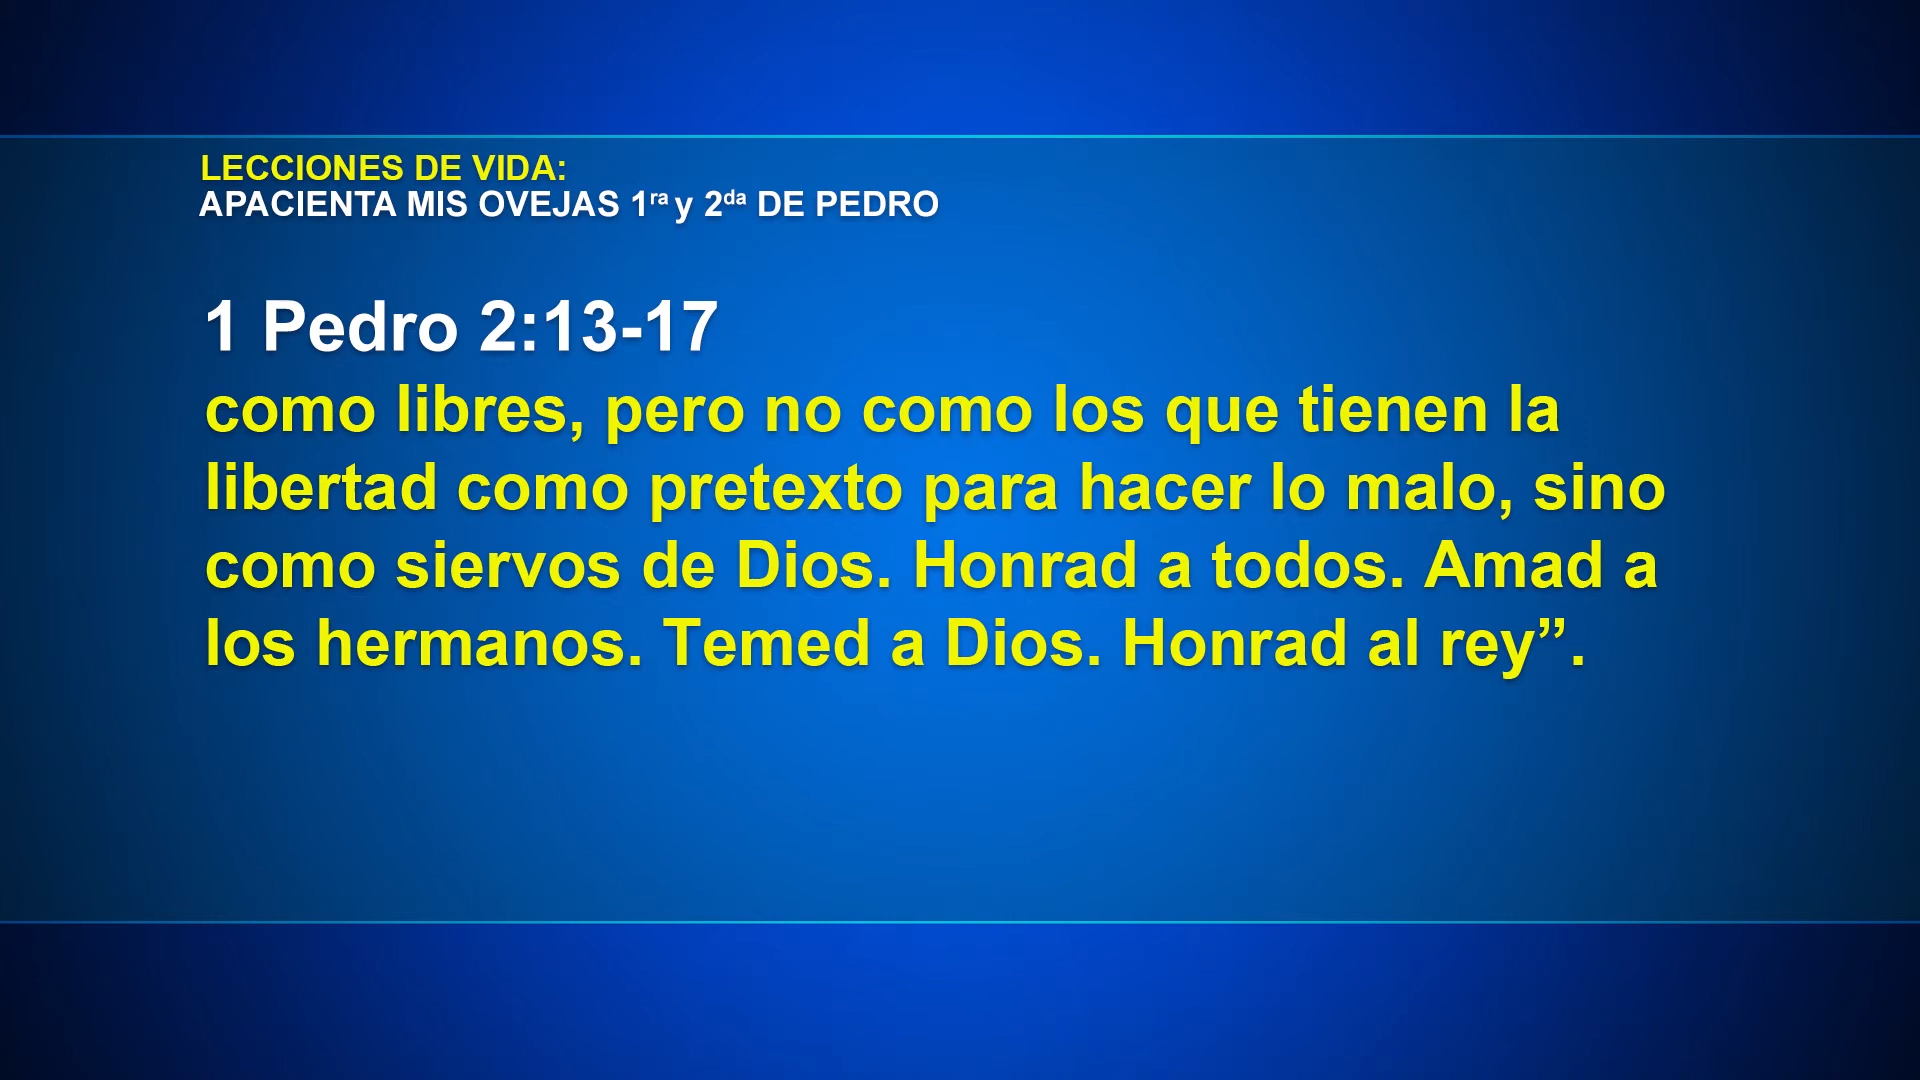 LECCIONES DE VIDA:
APACIENTA MIS OVEJAS 1ra y 2da DE PEDRO
1 Pedro 2:13-17
como libres, pero no como los que tienen la
libertad como pretexto para hacer lo malo, sino
como siervos de Dios. Honrad a todos. Amad a
los hermanos. Temed a Dios. Honrad al rey”.